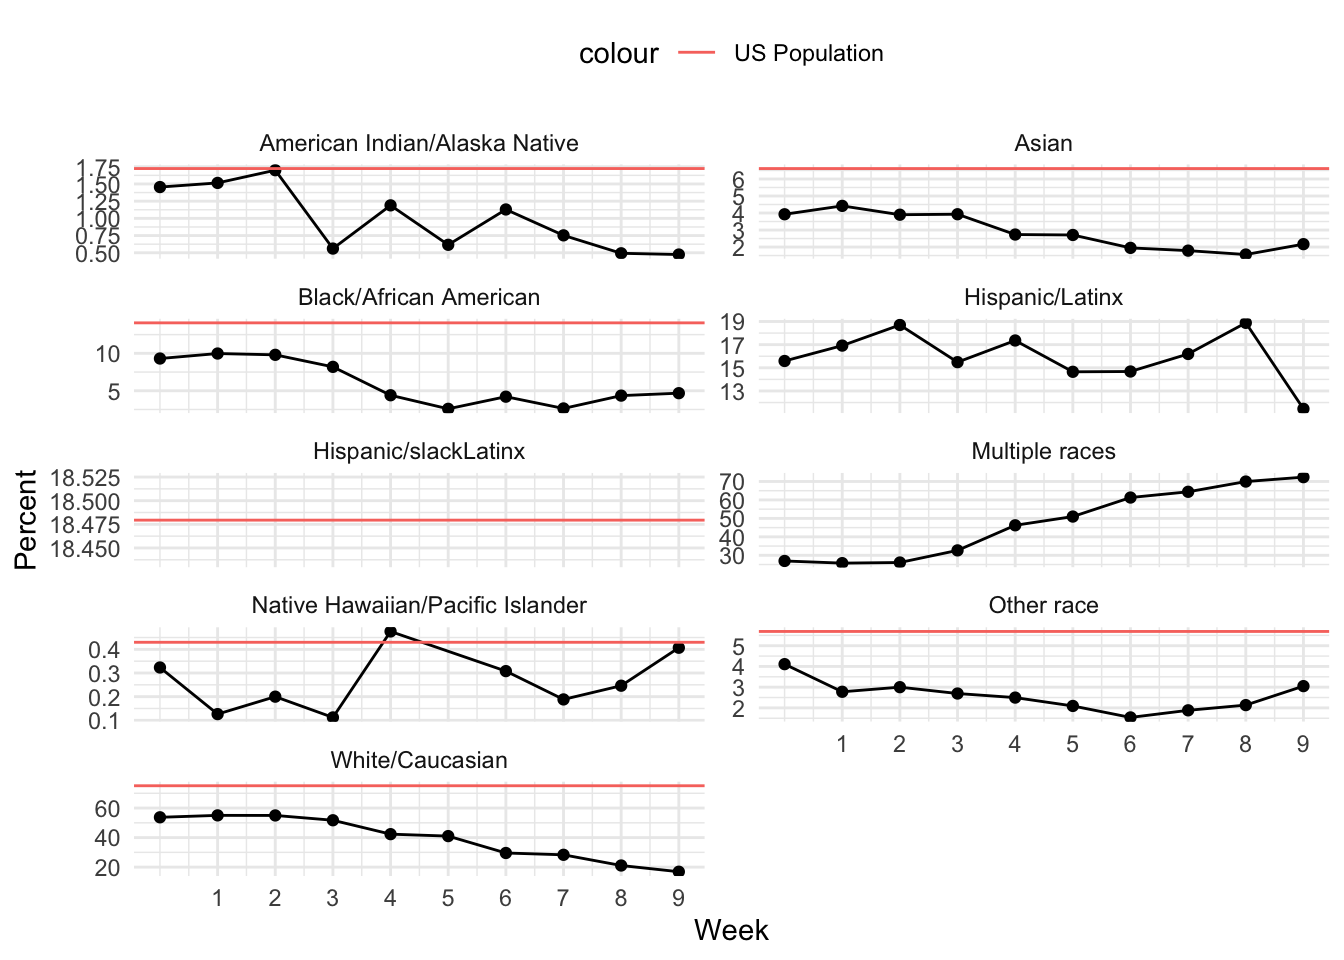 colour US Population
American Indian/Alaska Native
1.75
1.50
1.25
1.00
0.75
0.50
Asian
6
5
4
3
2
Black/African American
10
5
Hispanic/Latinx
19
17
15
13
Hispanic/slackLatinx
18.525
18.500
18.475
18.450
Multiple races
70
60
50
40
30
Native Hawaiian/Pacific Islander
0.4
0.3
0.2
0.1
Other race
5
4
3
2
1 2 3 4 5 6 7 8 9
White/Caucasian
60
40
20
1 2 3 4 5 6 7 8 9
Percent
Week